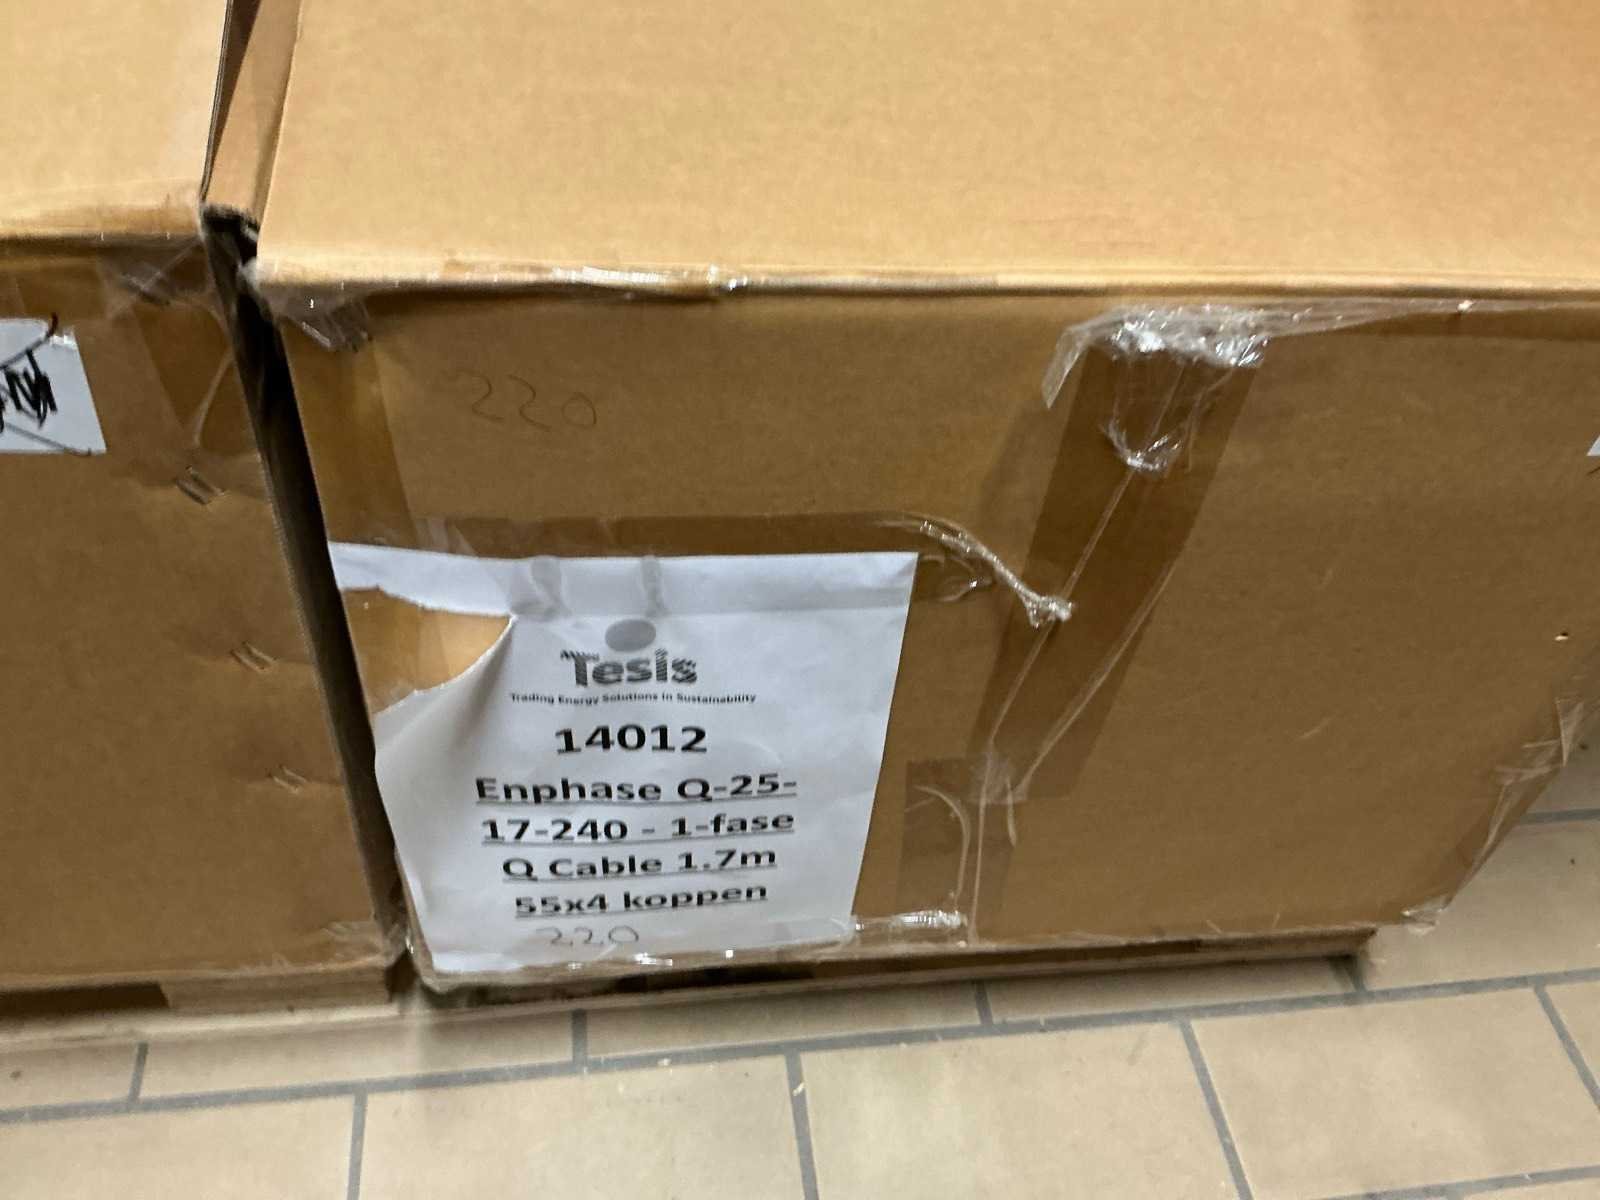 220
Tesis
Trading Energy Solutions in Sustainability
14012
Enphase Q-25-
17-240 - 1-fase
Q Cable 1.7m
55x4 koppen
220